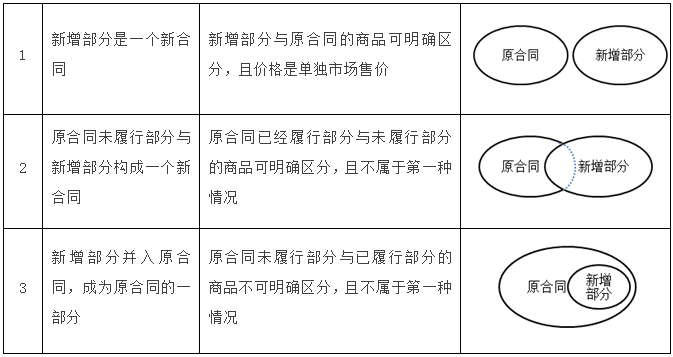 1
新增部分是一个新合
同
新增部分与原合同的商品可明确区
分，且价格是单独市场售价
原合同
新增部分
2
原合同未履行部分与
新增部分构成一个新
合同
原合同已经履行部分与未履行部分
的商品可明确区分，且不属于第一种
情况
原合同
新增部分
3
新增部分并入原合
同，成为原合同的一
部分
原合同未履行部分与已履行部分的
商品不可明确区分，且不属于第一种
情况
原合同
新增
部分